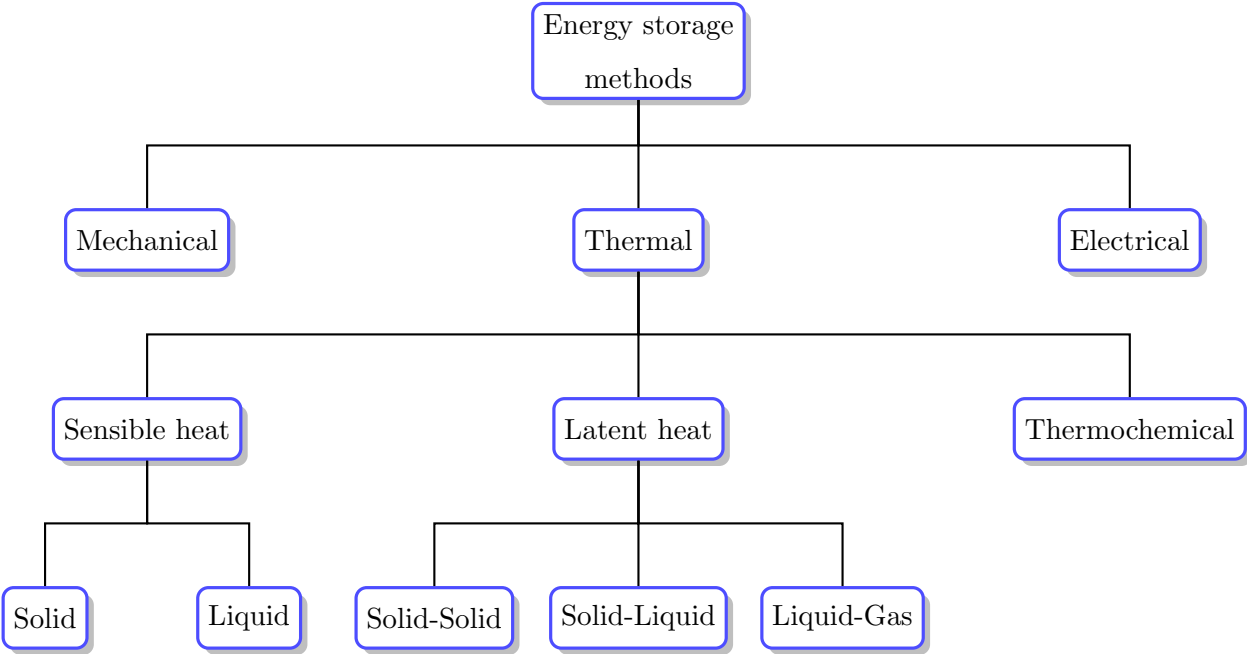 Energy storage
methods
Mechanical
Thermal
Electrical
Sensible heat
Latent heat
Thermochemical
Solid
Liquid
Solid-Solid
Solid-Liquid
Liquid-Gas